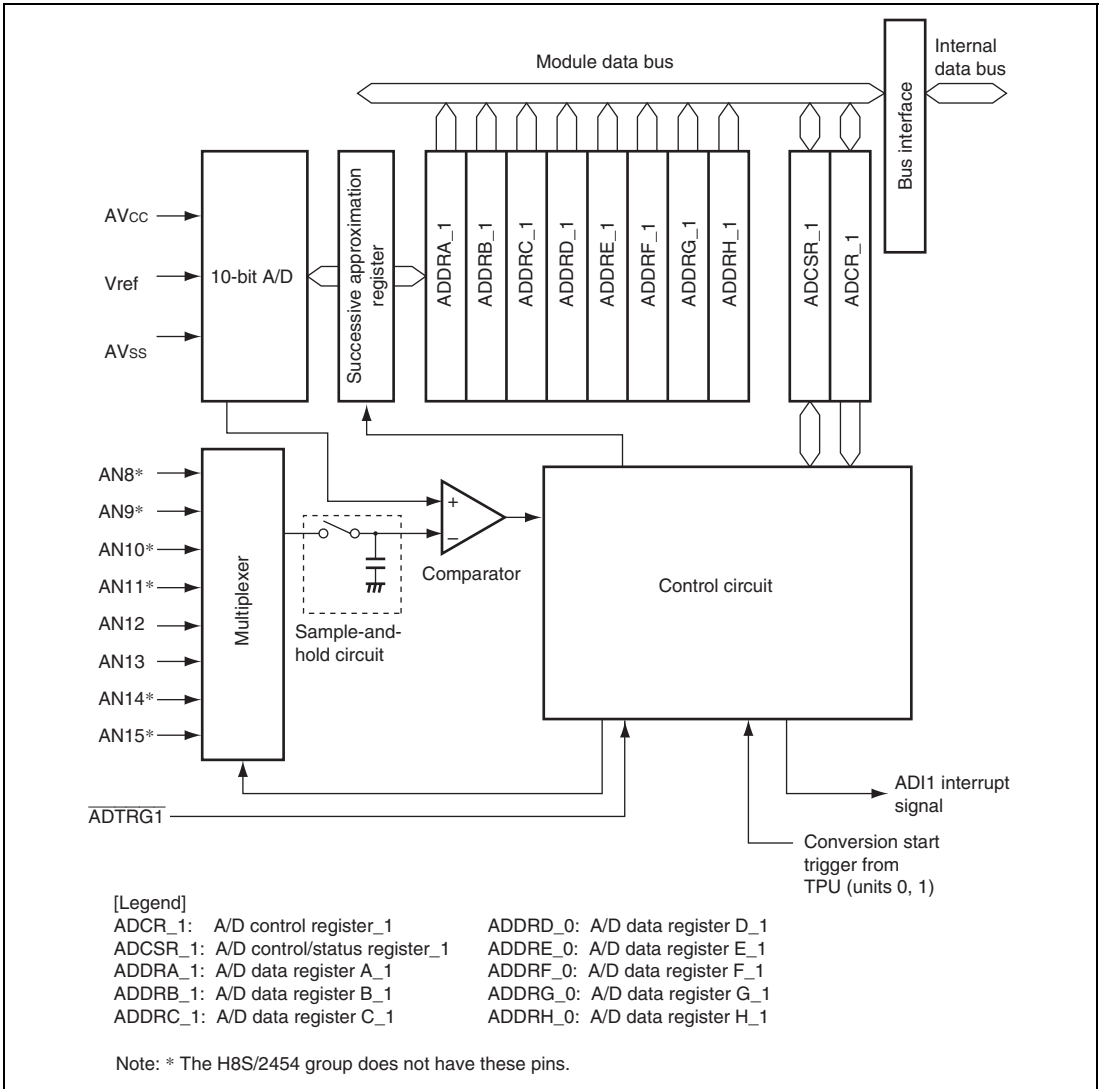 Module data bus
Internal
data bus
Bus interface
AVcc
Vref
AVss
10-bit A/D
Successive approximation
register
ADDRA_1
ADDRB_1
ADDRC_1
ADDRD_1
ADDRE_1
ADDRF_1
ADDRG_1
ADDRH_1
ADCSR_1
ADCR_1
AN8*
AN9*
AN10*
AN11*
AN12
AN13
AN14*
AN15*
Multiplexer
+
−
Comparator
Sample-and-
hold circuit
Control circuit
ADTRG1
ADI1 interrupt
signal
Conversion start
trigger from
TPU (units 0, 1)
[Legend]
ADCR_1: A/D control register_1
ADCSR_1: A/D control/status register_1
ADDRA_1: A/D data register A_1
ADDRB_1: A/D data register B_1
ADDRC_1: A/D data register C_1
ADDRD_0: A/D data register D_1
ADDRE_0: A/D data register E_1
ADDRF_0: A/D data register F_1
ADDRG_0: A/D data register G_1
ADDRH_0: A/D data register H_1
Note: * The H8S/2454 group does not have these pins.